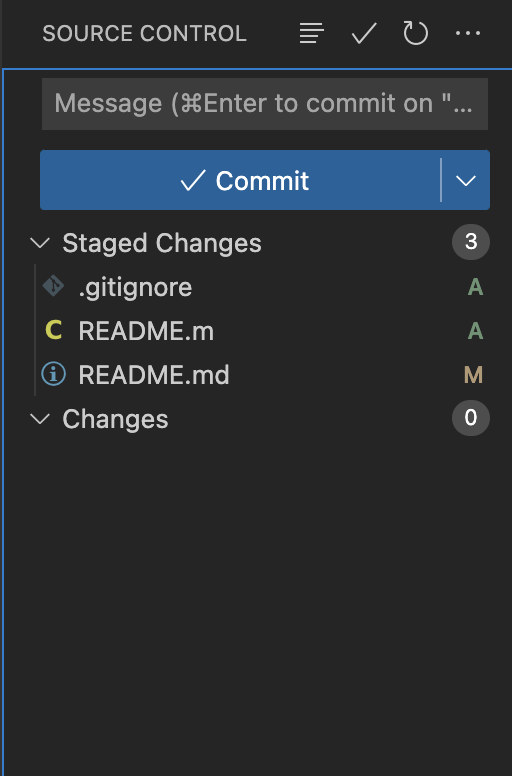 SOURCE CONTROL
Message (⌘Enter to commit on "...
Commit
Staged Changes 3
.gitignore A
C README.m A
README.md M
Changes 0